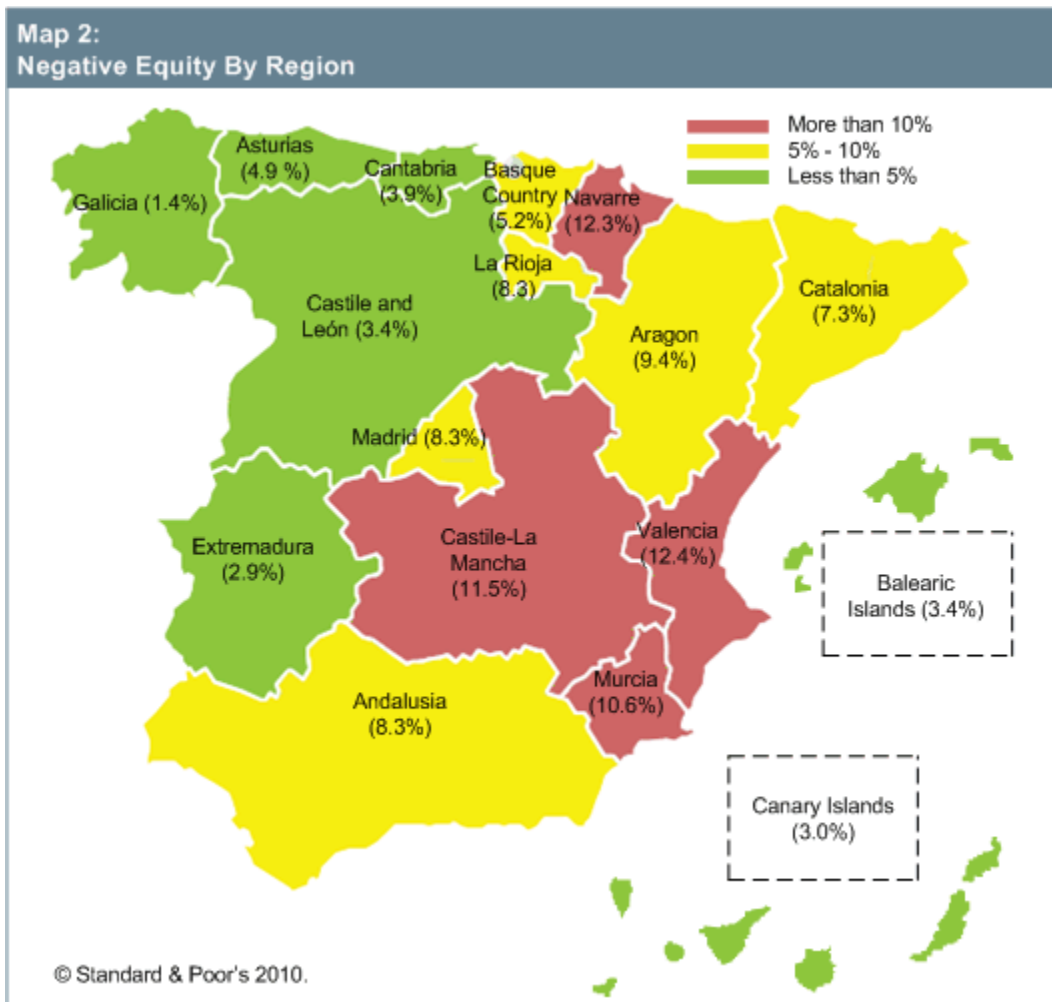 Map 2:
Negative Equity By Region
More than 10%
5% - 10%
Less than 5%
Asturias
(4.9 %)
Cantabria
(3.9%)
Basque
Country
(5.2%)
Navarre
(12.3%)
Galicia (1.4%)
La Rioja
(8.3)
Castile and
León (3.4%)
Aragon
(9.4%)
Catalonia
(7.3%)
Madrid (8.3%)
Extremadura
(2.9%)
Castile-La
Mancha
(11.5%)
Valencia
(12.4%)
Balearic
Islands (3.4%)
Andalusia
(8.3%)
Murcia
(10.6%)
Canary Islands
(3.0%)
© Standard & Poor's 2010.